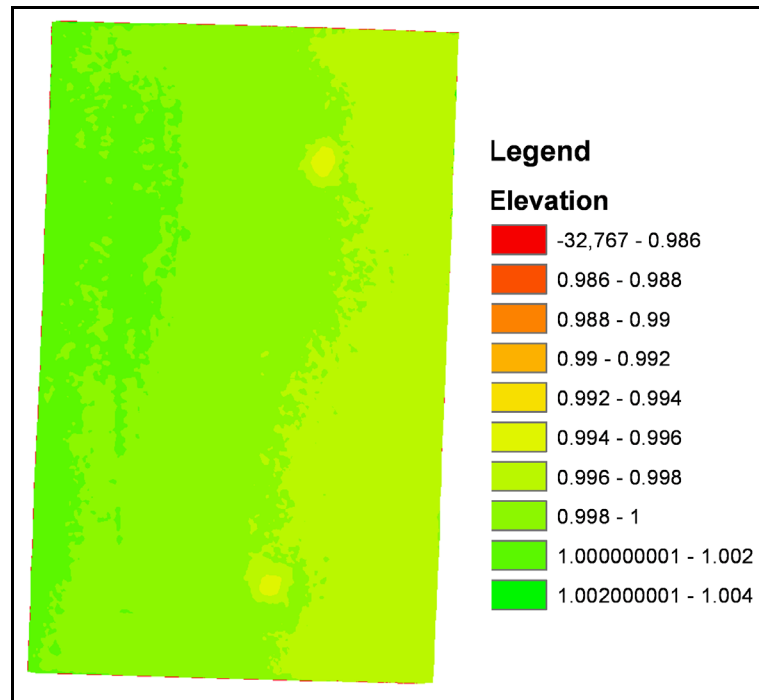 Legend
Elevation
-32,767 - 0.986
0.986 - 0.988
0.988 - 0.99
0.99 - 0.992
0.992 - 0.994
0.994 - 0.996
0.996 - 0.998
0.998 - 1
1.000000001 - 1.002
1.002000001 - 1.004